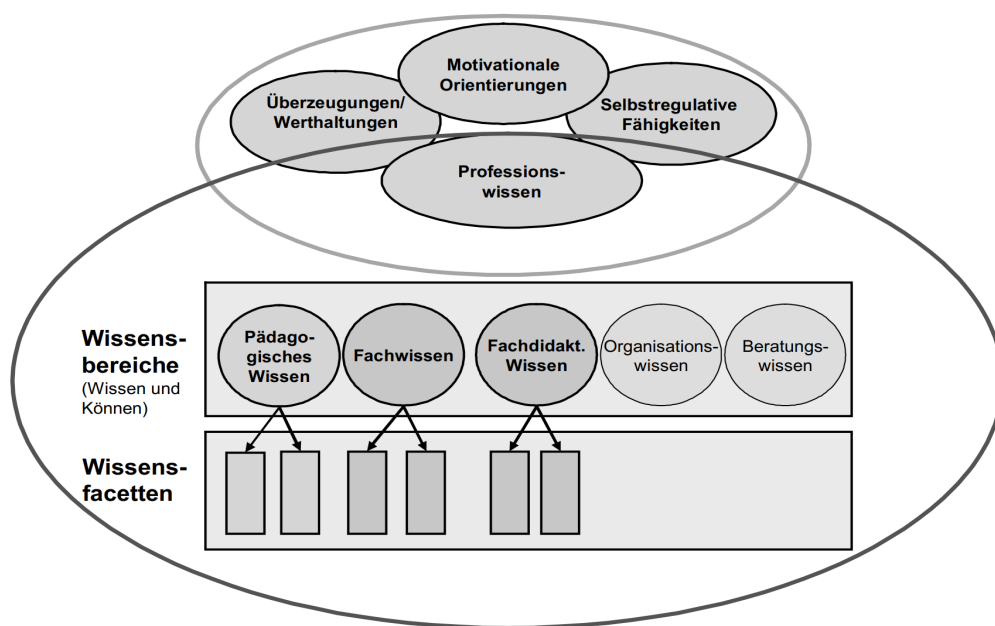 Motivationale
Orientierungen
Überzeugungen/
Werthaltungen
Selbstregulative
Fähigkeiten
Professions-
wissen
Wissens-
bereiche
(Wissen und
Können)
Pädago-
gisches
Wissen
Fachwissen
Fachdidakt.
Wissen
Organisations-
wissen
Beratungs-
wissen
Wissens-
facetten